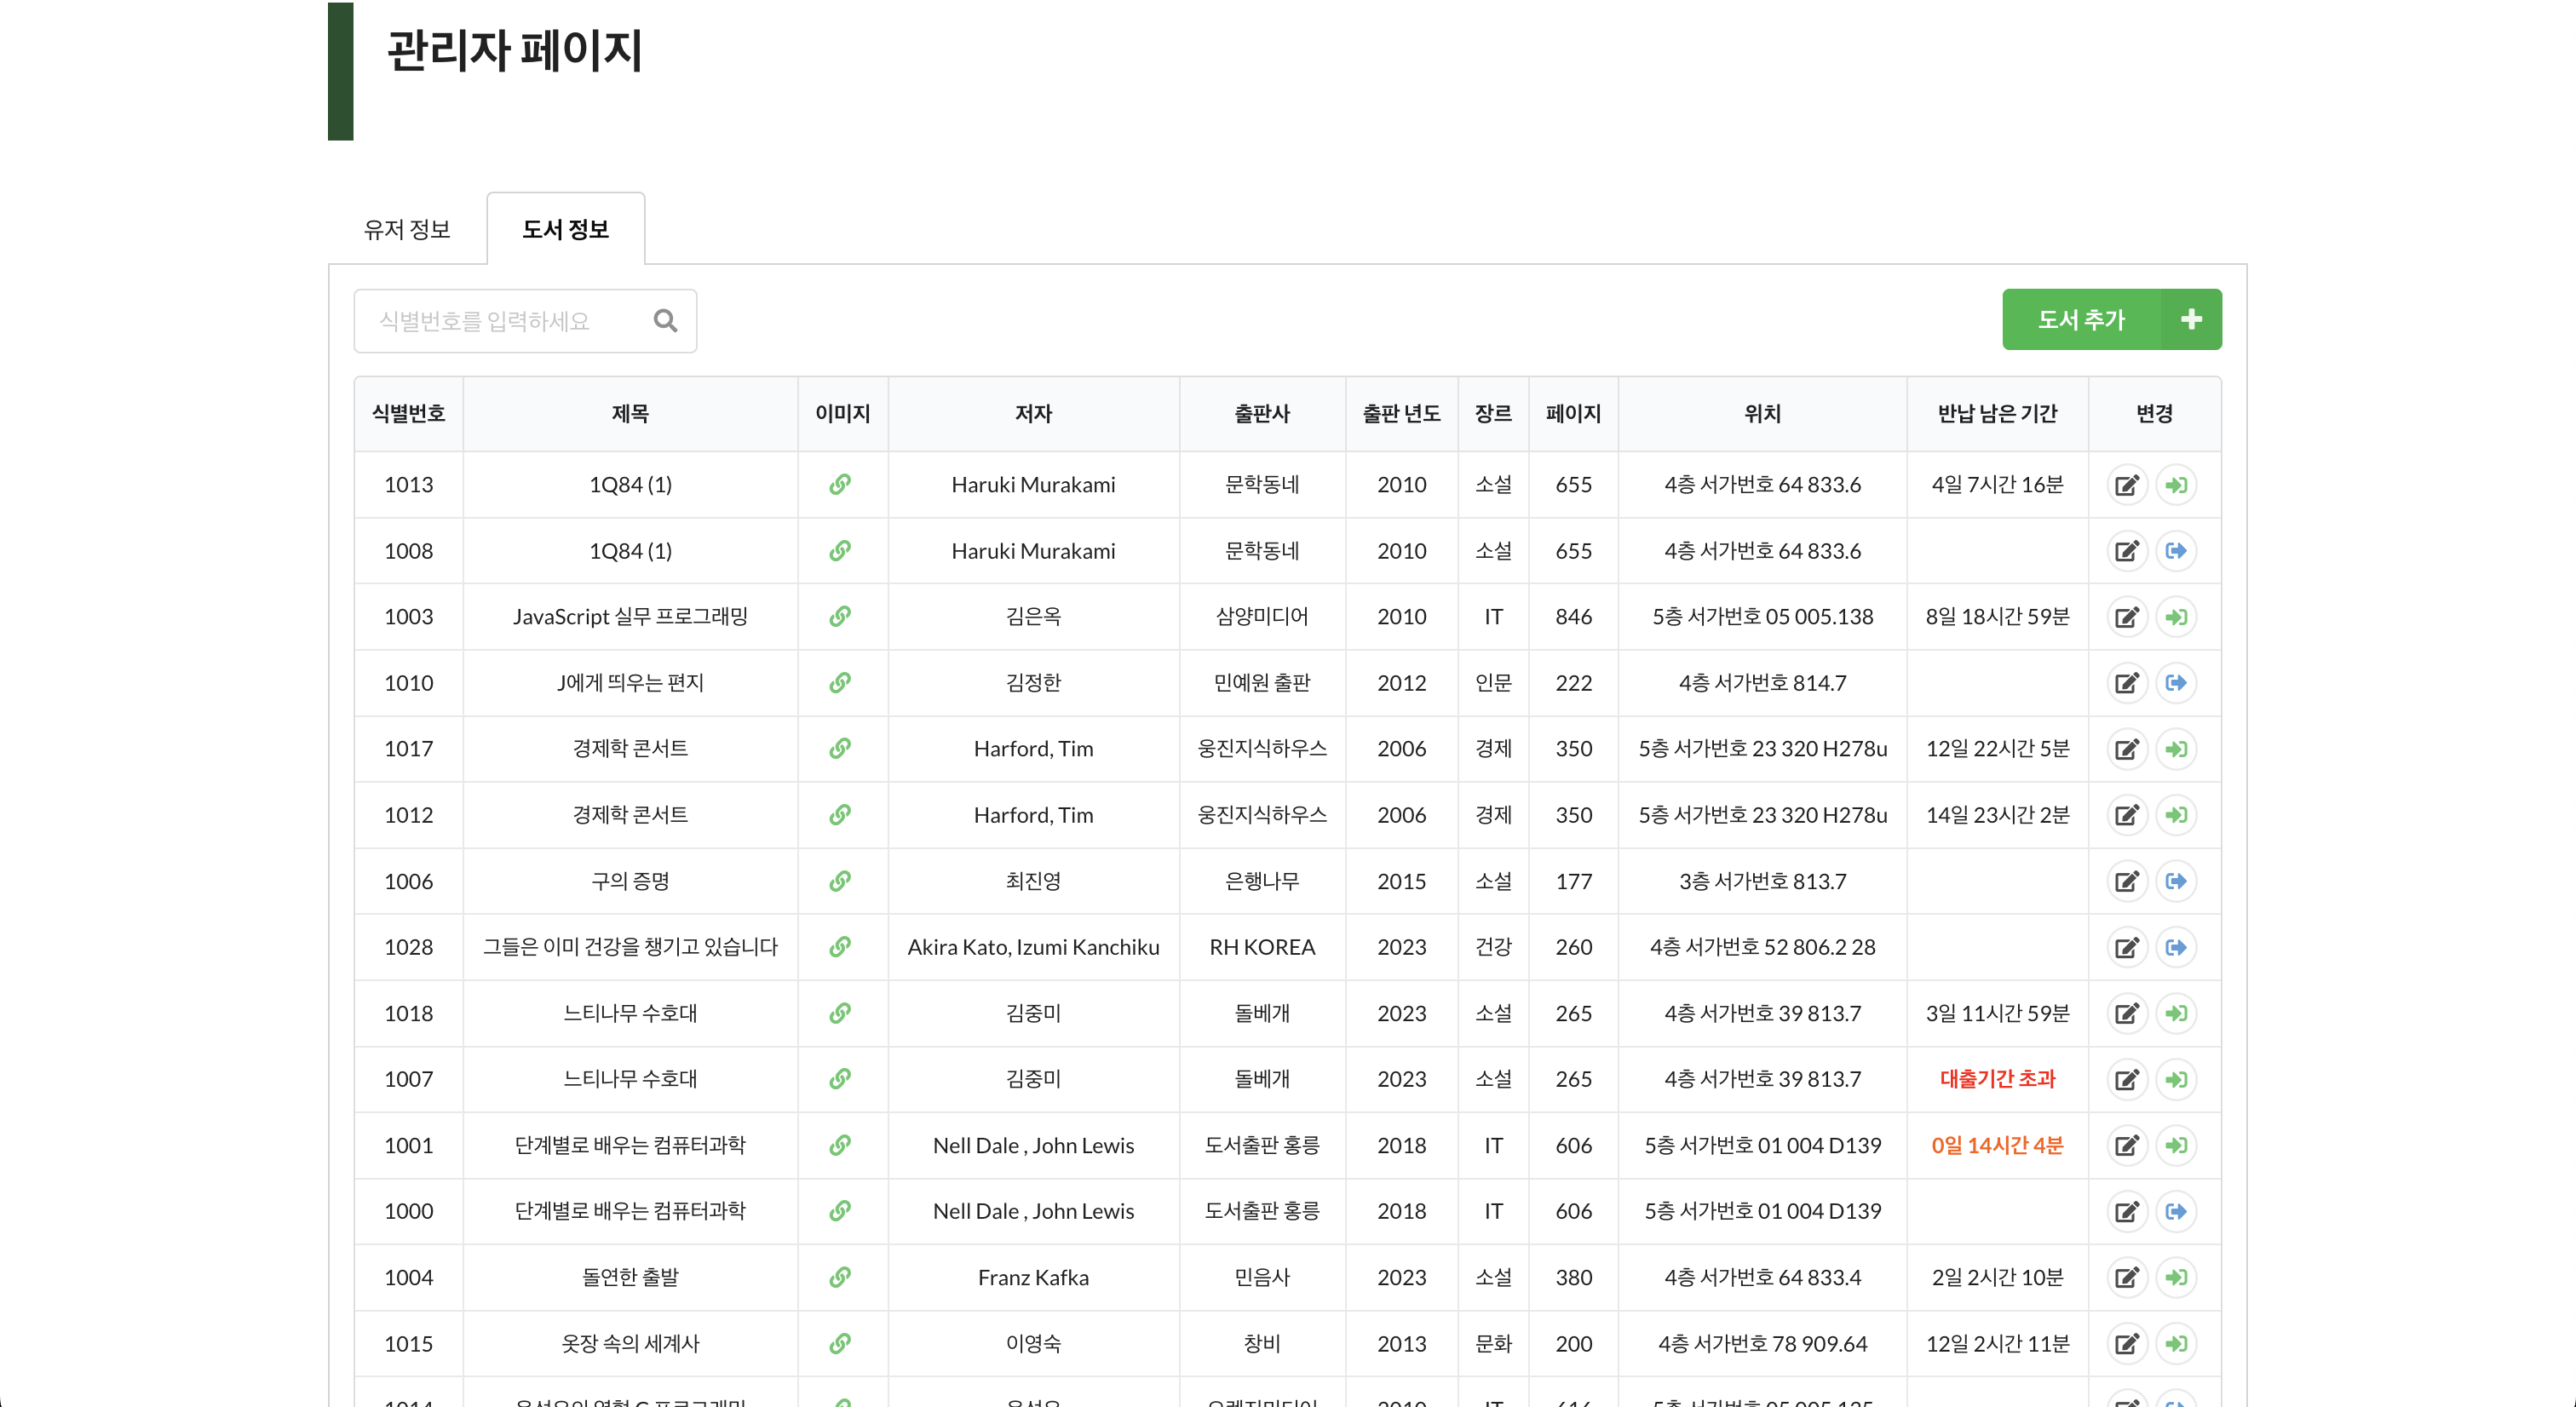 관리자 페이지
유저 정보 도서 정보
식별번호를 입력하세요 도서 추가
식별번호 제목 이미지 저자 출판사 출판 년도 장르 페이지 위치 반납 남은 기간 변경
1013 1Q84 (1) Haruki Murakami 문학동네 2010 소설 655 4층 서가번호 64 833.6 4일 7시간 16분
1008 1Q84 (1) Haruki Murakami 문학동네 2010 소설 655 4층 서가번호 64 833.6
1003 JavaScript 실무 프로그래밍 김은옥 삼양미디어 2010 IT 846 5층 서가번호 05 005.138 8일 18시간 59분
1010 J에게 띄우는 편지 김정한 민예원 출판 2012 인문 222 4층 서가번호 814.7
1017 경제학 콘서트 Harford, Tim 웅진지식하우스 2006 경제 350 5층 서가번호 23 320 H278u 12일 22시간 5분
1012 경제학 콘서트 Harford, Tim 웅진지식하우스 2006 경제 350 5층 서가번호 23 320 H278u 14일 23시간 2분
1006 구의 증명 최진영 은행나무 2015 소설 177 3층 서가번호 813.7
1028 그들은 이미 건강을 챙기고 있습니다 Akira Kato, Izumi Kanchiku RH KOREA 2023 건강 260 4층 서가번호 52 806.2 28
1018 느티나무 수호대 김중미 돌베개 2023 소설 265 4층 서가번호 39 813.7 3일 11시간 59분
1007 느티나무 수호대 김중미 돌베개 2023 소설 265 4층 서가번호 39 813.7 대출기간 초과
1001 단계별로 배우는 컴퓨터과학 Nell Dale , John Lewis 도서출판 홍릉 2018 IT 606 5층 서가번호 01 004 D139 0일 14시간 4분
1000 단계별로 배우는 컴퓨터과학 Nell Dale , John Lewis 도서출판 홍릉 2018 IT 606 5층 서가번호 01 004 D139
1004 돌연한 출발 Franz Kafka 민음사 2023 소설 380 4층 서가번호 64 833.4 2일 2시간 10분
1015 옷장 속의 세계사 이영숙 창비 2013 문화 200 4층 서가번호 78 909.64 12일 2시간 11분